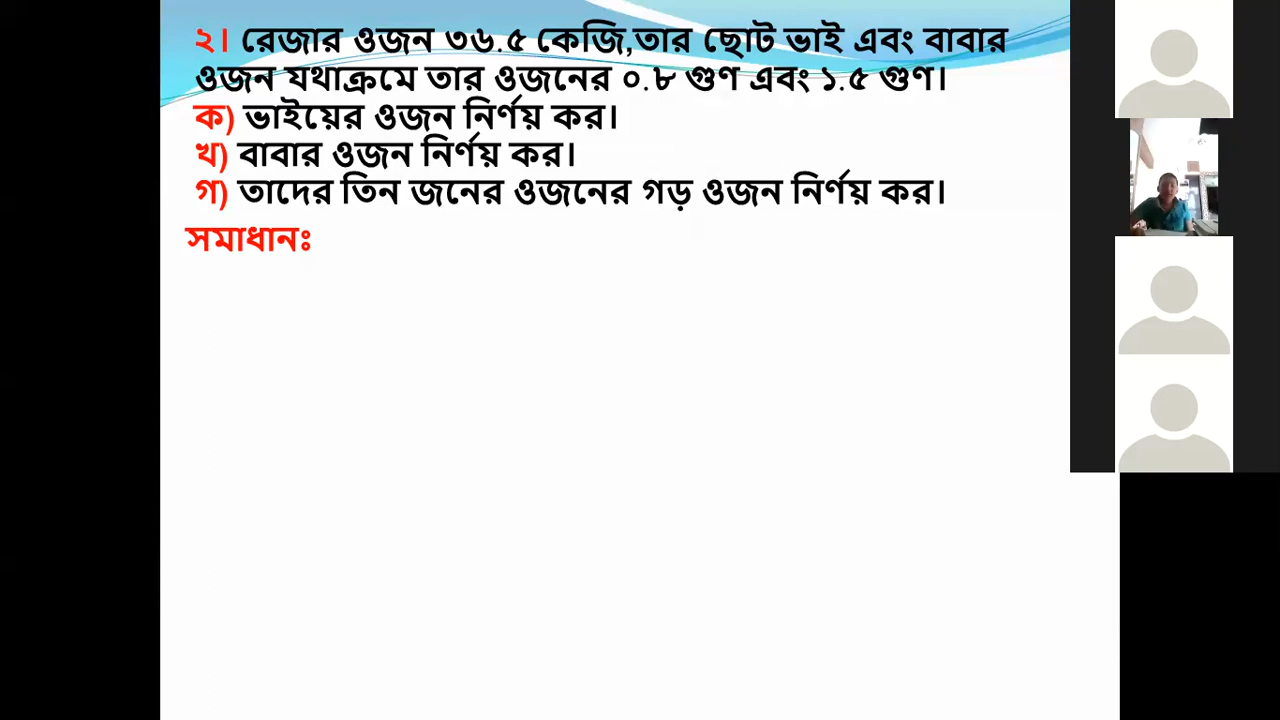 ২। রেজার ওজন ৩৬.৫ কেজি,তার ছোট ভাই এবং বাবার
ওজন যথাক্রমে তার ওজনের ০.৮ গুণ এবং ১.৫ গুণ।
ক) ভাইয়ের ওজন নির্ণয় কর।
খ) বাবার ওজন নির্ণয় কর।
গ) তাদের তিন জনের ওজনের গড় ওজন নির্ণয় কর।
সমাধানঃ